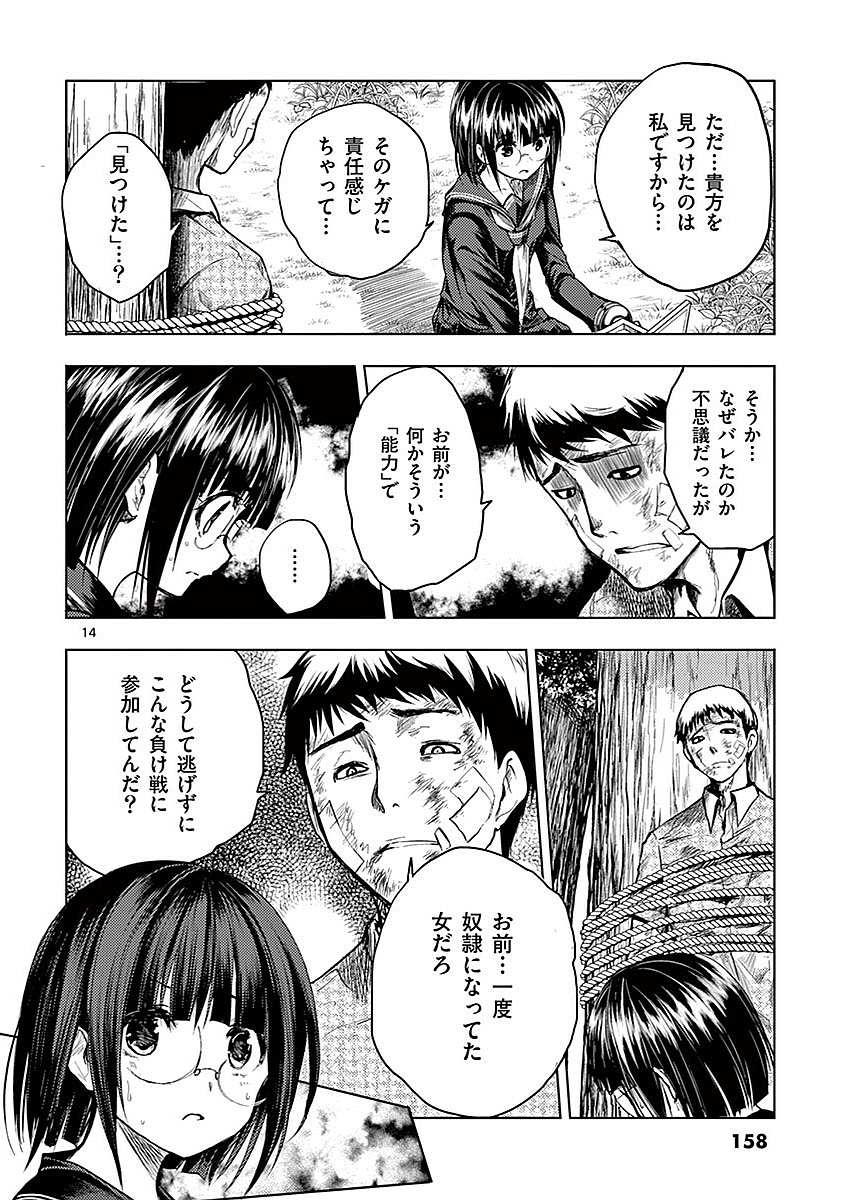 ただ…貴方を
見つけたのは
私ですから…
そのケガに
責任感じ
ちゃって…
「見つけた」…?
そうか…
なぜバレたのか
不思議だったが
お前が…
何かそういう
「能力」で
……
14
お前…一度
奴隷になってた
女だろ
どうして逃げずに
こんな負け戦に
参加してんだ?
158